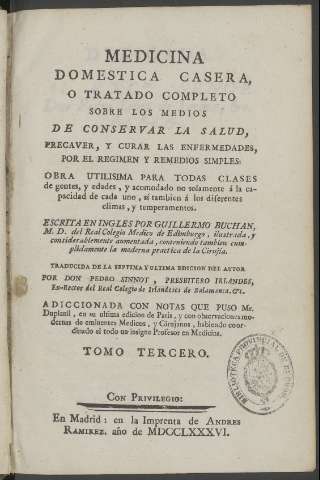 MEDICINA
DOMESTICA CASERA,
O TRATADO COMPLETO
SOBRE LOS MEDIOS
DE CONSERVAR LA SALUD,
PRECAVER, Y CURAR LAS ENFERMEDADES,
POR EL REGIMEN Y REMEDIOS SIMPLES:
OBRA UTILISIMA PARA TODAS CLASES
de gentes, y edades, y acomodado no solamente á la ca-
pacidad de cada uno, sí tambien á los diferentes
climas, y temperamentos.
ESCRITA EN INGLES POR GUILLERMO BUCHAN,
M. D. del Real Colegio Medico de Edimburgo, ilustrada, y
considerablemente aumentada, conteniendo tambien cum-
plidamente la moderna practica de la Cirugía.
TRADUCIDA DE LA SEPTIMA Y ULTIMA EDICION DEL AUTOR
POR DON PEDRO SINNOT, PRESBITERO IRLANDES,
Ex-Rector del Real Colegio de Irlandeses de Salamanca. &c.
ADICCIONADA CON NOTAS QUE PUSO Mr.
Duplanil, en su ultima edicion de Paris, y con observaciones mo-
dernas de eminentes Medicos, y Cirujanos, habiendo coor-
dinado el todo un insigne Profesor en Medicina.
TOMO TERCERO.
BIBLIOTECA PROVINCIAL DE
CON PRIVILEGIO:
En Madrid: en la Imprenta de ANDRES
RAMIREZ. año de MDCCLXXXVI.